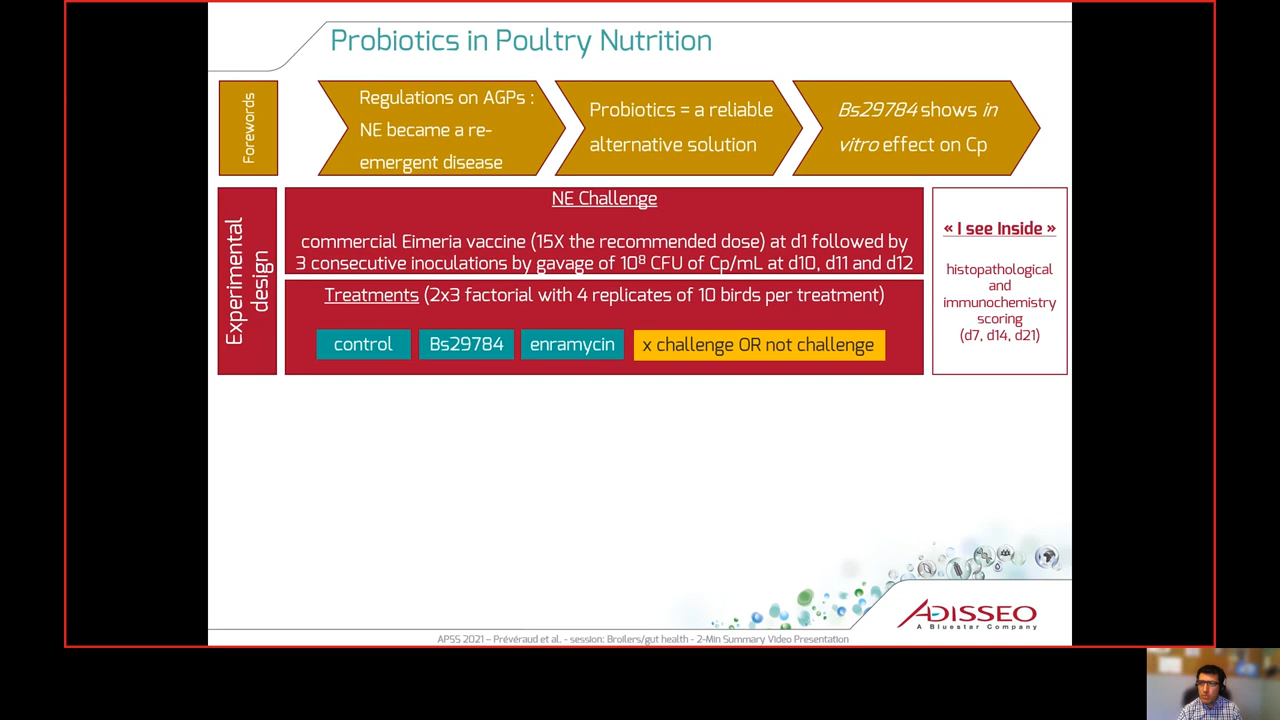 Probiotics in Poultry Nutrition
Forewords
Regulations on AGPs :
NE became a re-
emergent disease
Probiotics = a reliable
alternative solution
Bs29784 shows in
vitro effect on Cp
Experimental
design
NE Challenge
commercial Eimeria vaccine (15X the recommended dose) at d1 followed by
3 consecutive inoculations by gavage of 10⁸ CFU of Cp/mL at d10, d11 and d12
Treatments (2x3 factorial with 4 replicates of 10 birds per treatment)
control
Bs29784
enramycin
x challenge OR not challenge
« I see Inside »
histopathological
and
immunochemistry
scoring
(d7, d14, d21)
ADISSEO
A Bluestar Company
APSS 2021 – Prévéraud et al. - session: Broilers/gut health - 2-Min Summary Video Presentation